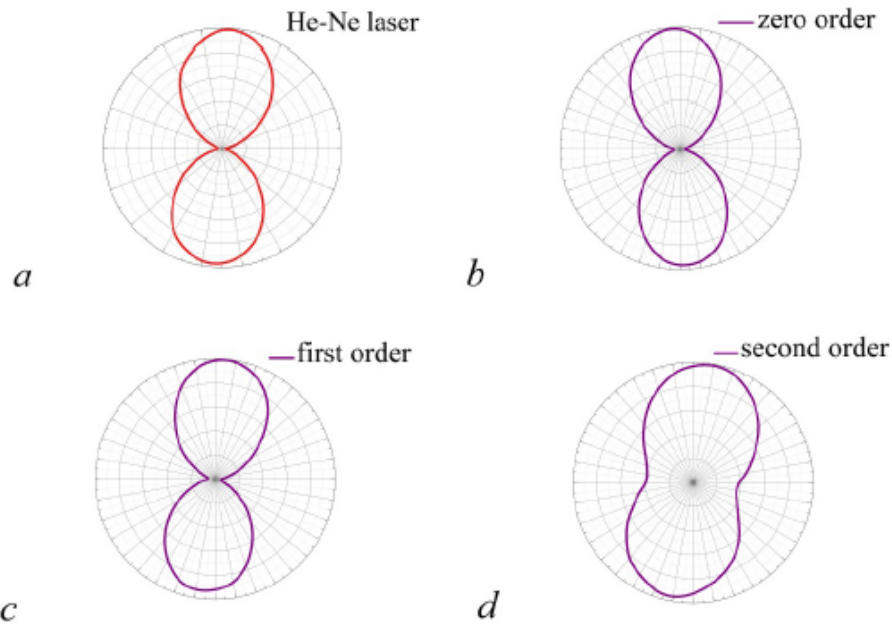 He-Ne laser
zero order
a
b
first order
second order
c
d